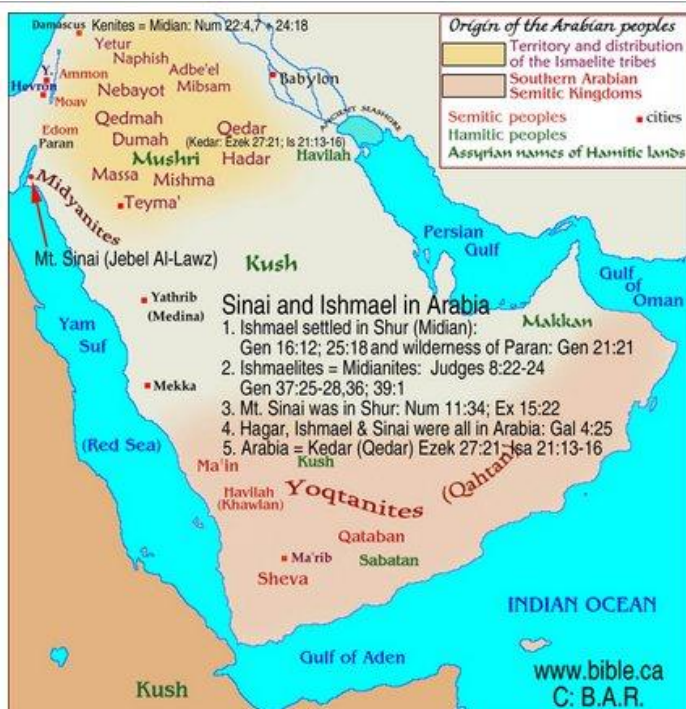 Damascus Kenites = Midian: Num 22:4,7 + 24:18
Origin of the Arabian peoples
Territory and distribution
of the Ismaelite tribes
Southern Arabian
Semitic Kingdoms
Semitic peoples
cities
Hamitic peoples
Assyrian names of Hamitic lands
Yetur
Naphish
Adbe'el
Mibsam
Y.
Ammon
Hevron
Nebayot
Moav
Babylon
ANCIENT SEASHORE
Qedmah
Edom
Dumah
Qedar
Paran
(Kedar: Ezek 27:21; Is 21:13-16)
Mushri
Hadar
Havilah
Massa
Mishma
Teyma'
Midyanites
Mt. Sinai (Jebel Al-Lawz)
Persian
Gulf
Kush
Gulf
of
Oman
Yathrib
(Medina)
Makkan
Sinai and Ishmael in Arabia
1. Ishmael settled in Shur (Midian):
Gen 16:12; 25:18 and wilderness of Paran: Gen 21:21
2. Ishmaelites = Midianites: Judges 8:22-24
Gen 37:25-28,36; 39:1
3. Mt. Sinai was in Shur: Num 11:34; Ex 15:22
4. Hagar, Ishmael & Sinai were all in Arabia: Gal 4:25
5. Arabia = Kedar (Qedar) Ezek 27:21; Isa 21:13-16
Yam
Suf
Mekka
(Red Sea)
Ma'in
Kush
Havilah
(Khawlan)
Yoqtanites
(Qahtan)
Qataban
Ma'rib
Sabatan
Sheva
INDIAN OCEAN
Gulf of Aden
Kush
www.bible.ca
C: B.A.R.